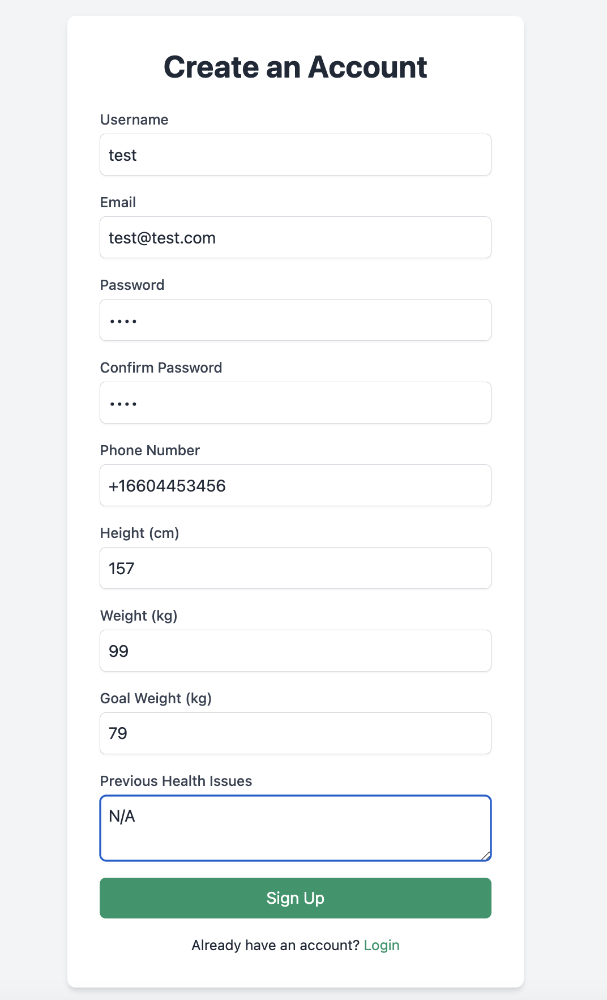 Create an Account
Username
test
Email
test@test.com
Password
••••
Confirm Password
••••
Phone Number
+16604453456
Height (cm)
157
Weight (kg)
99
Goal Weight (kg)
79
Previous Health Issues
N/A
Sign Up
Already have an account? Login